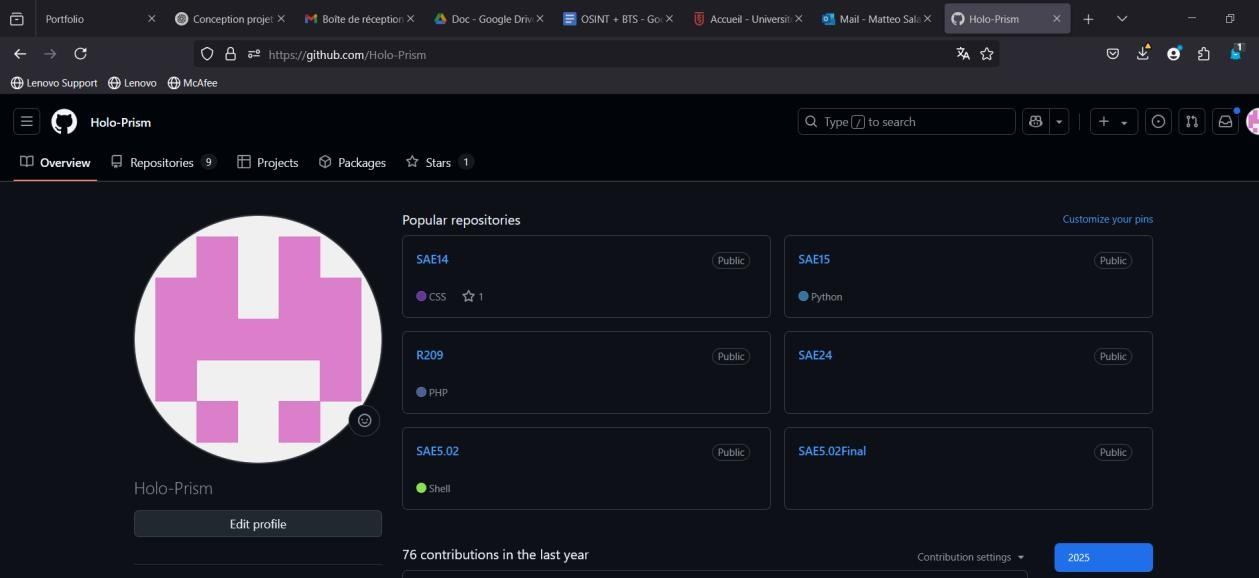 Portfolio
Conception projet
Boîte de réception
Doc - Google Drive
OSINT + BTS - Go
Accueil - Universit
Mail - Matteo Sala
Holo-Prism
https://github.com/Holo-Prism
Lenovo Support
Lenovo
McAfee
Holo-Prism
Type / to search
Overview
Repositories 9
Projects
Packages
Stars 1
Popular repositories
Customize your pins
SAE14
Public
CSS
1
SAE15
Public
Python
R209
Public
PHP
SAE24
Public
SAE5.02
Public
Shell
SAE5.02Final
Public
Holo-Prism
Edit profile
76 contributions in the last year
Contribution settings
2025
1